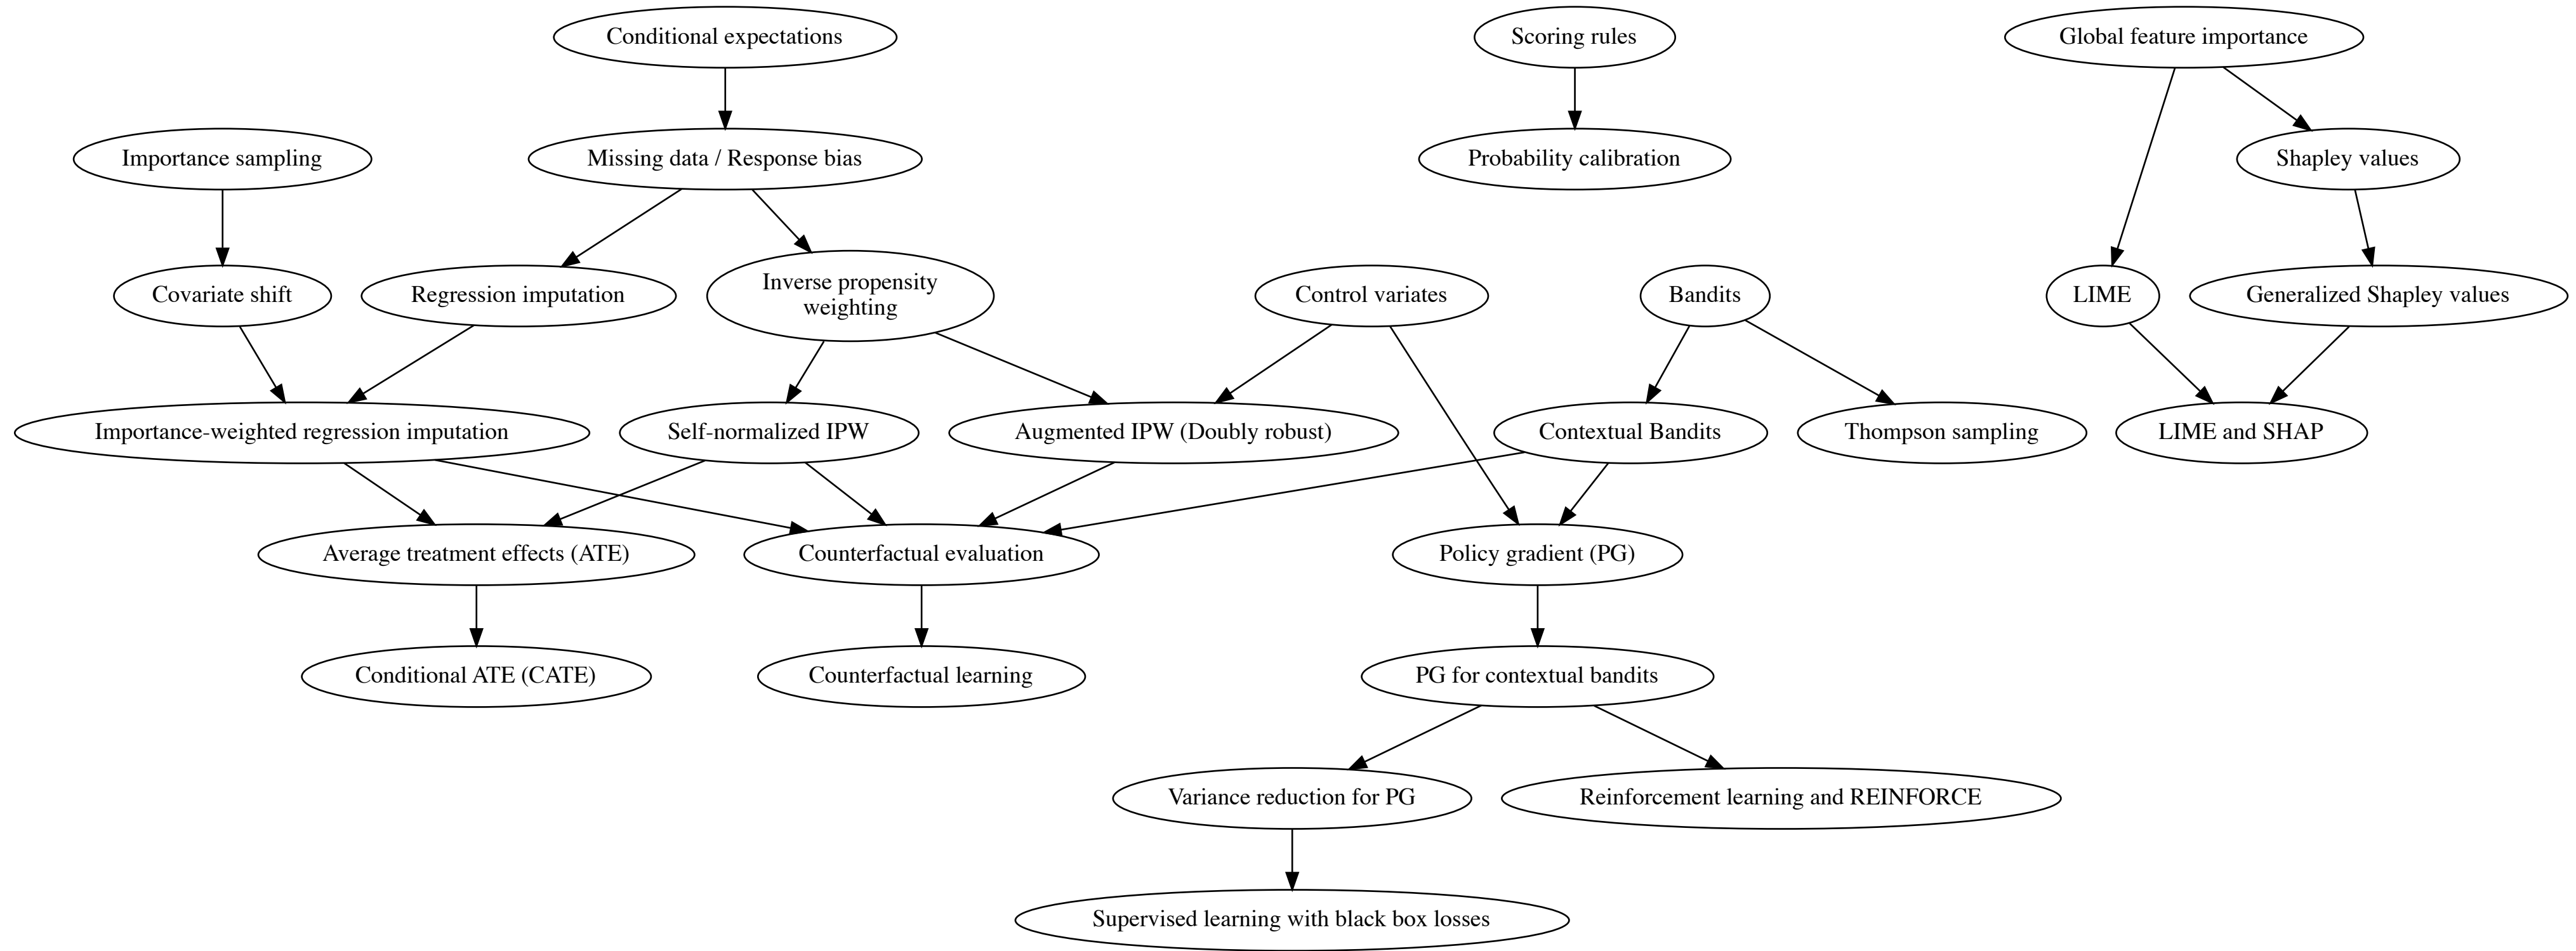 Conditional expectations
Scoring rules
Global feature importance
Importance sampling
Missing data / Response bias
Probability calibration
Shapley values
Covariate shift
Regression imputation
Inverse propensity
weighting
Control variates
Bandits
LIME
Generalized Shapley values
Importance-weighted regression imputation
Self-normalized IPW
Augmented IPW (Doubly robust)
Contextual Bandits
Thompson sampling
LIME and SHAP
Average treatment effects (ATE)
Counterfactual evaluation
Policy gradient (PG)
Conditional ATE (CATE)
Counterfactual learning
PG for contextual bandits
Variance reduction for PG
Reinforcement learning and REINFORCE
Supervised learning with black box losses